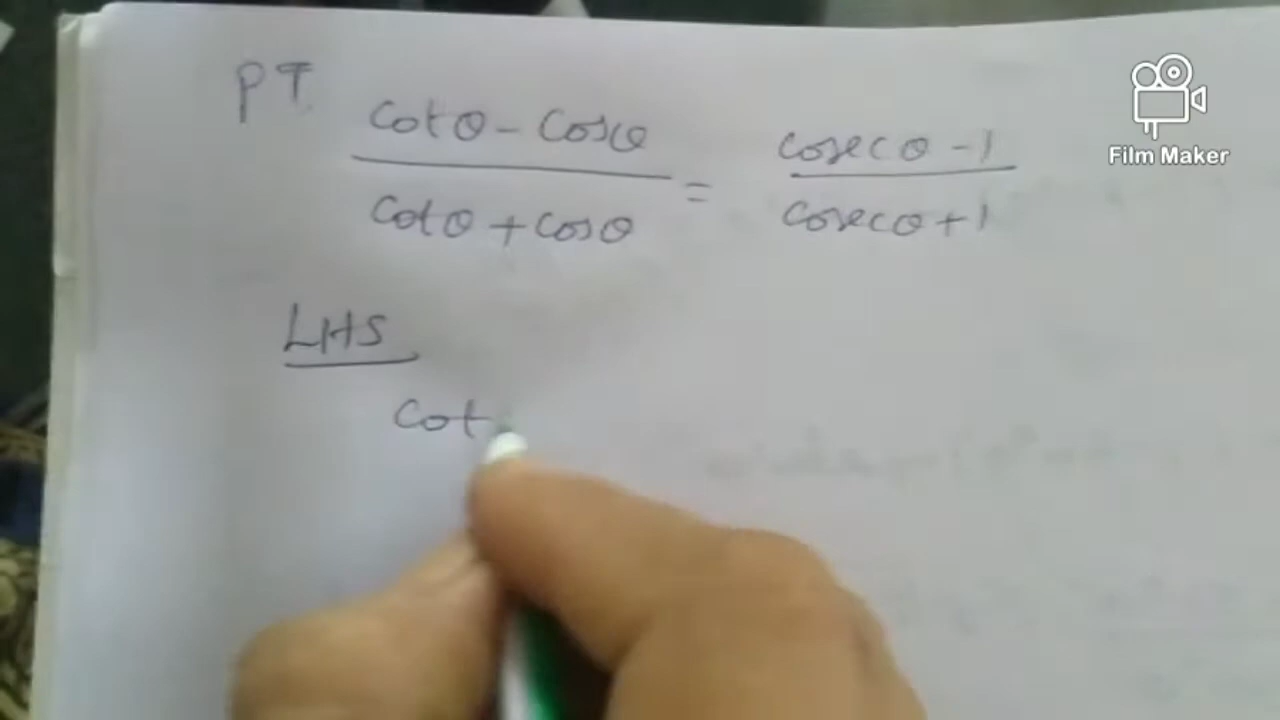 PT.
cotθ - cosθ / cotθ + cosθ = cosecθ - 1 / cosecθ + 1
LHS
cot
Film Maker